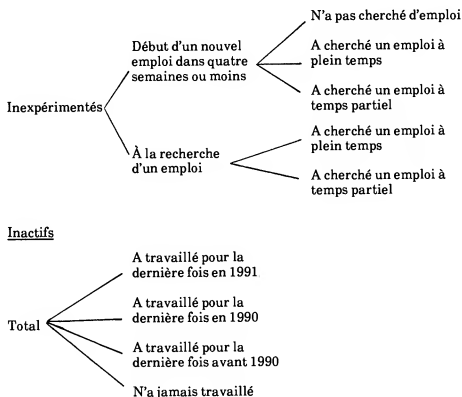 N'a pas cherché d'emploi
Début d'un nouvel
emploi dans quatre
semaines ou moins
A cherché un emploi à
plein temps
A cherché un emploi à
temps partiel
Inexpérimentés
À la recherche
d'un emploi
A cherché un emploi à
plein temps
A cherché un emploi à
temps partiel
Inactifs
A travaillé pour la
dernière fois en 1991
A travaillé pour la
dernière fois en 1990
Total
A travaillé pour la
dernière fois avant 1990
N'a jamais travaillé